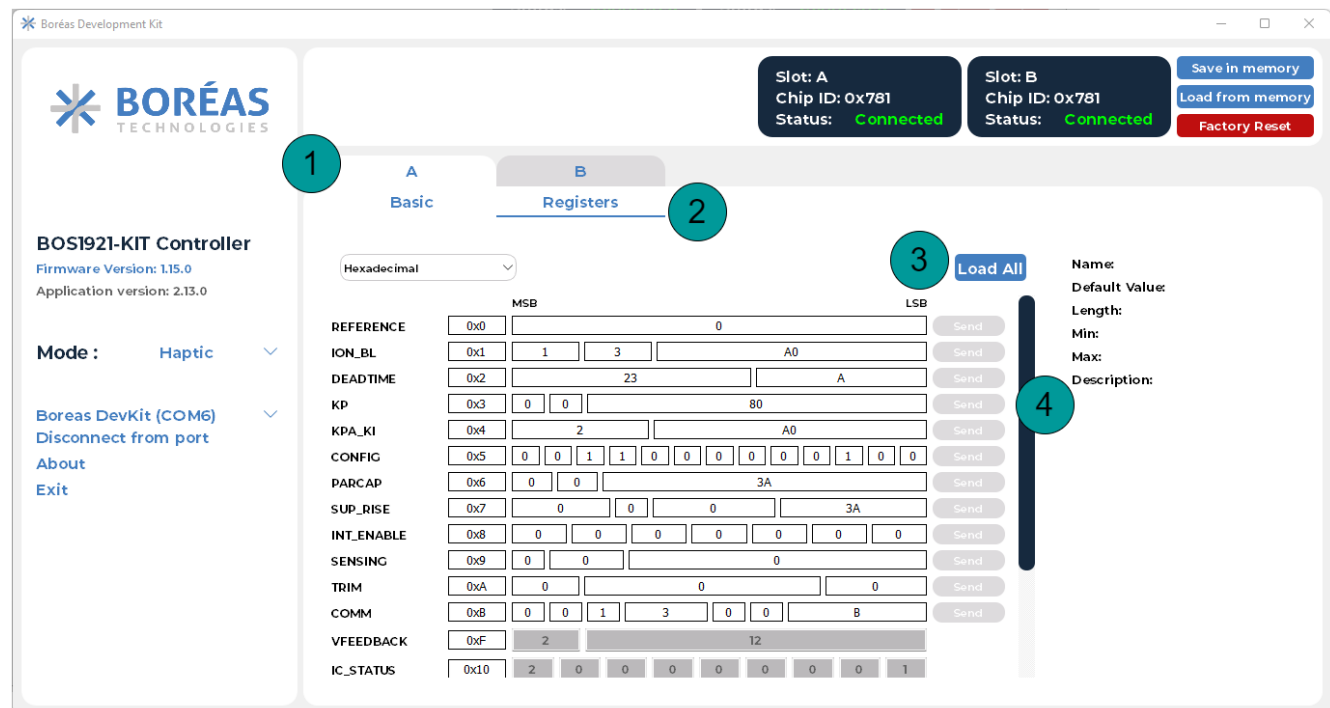 Boréas Development Kit
BORÉAS
TECHNOLOGIES
Slot: A
Chip ID: 0x781
Status: Connected
Slot: B
Chip ID: 0x781
Status: Connected
Save in memory
Load from memory
Factory Reset
1
A
B
Basic
Registers
2
BOS1921-KIT Controller
Firmware Version: 1.15.0
Application version: 2.13.0
Mode : Haptic
Boreas DevKit (COM6)
Disconnect from port
About
Exit
Hexadecimal
3
Load All
MSB LSB
REFERENCE 0x0 0 Send
ION_BL 0x1 1 3 A0 Send
DEADTIME 0x2 23 A Send
KP 0x3 0 0 80 Send
KPA_KI 0x4 2 A0 Send
CONFIG 0x5 0 0 1 1 0 0 0 0 0 0 1 0 0 Send
PARCAP 0x6 0 0 3A Send
SUP_RISE 0x7 0 0 0 3A Send
INT_ENABLE 0x8 0 0 0 0 0 0 0 Send
SENSING 0x9 0 0 0 Send
TRIM 0xA 0 0 0 Send
COMM 0xB 0 0 1 3 0 0 B Send
VFEEDBACK 0xF 2 12
IC_STATUS 0x10 2 0 0 0 0 0 0 0 1
Name:
Default Value:
Length:
Min:
Max:
Description:
4